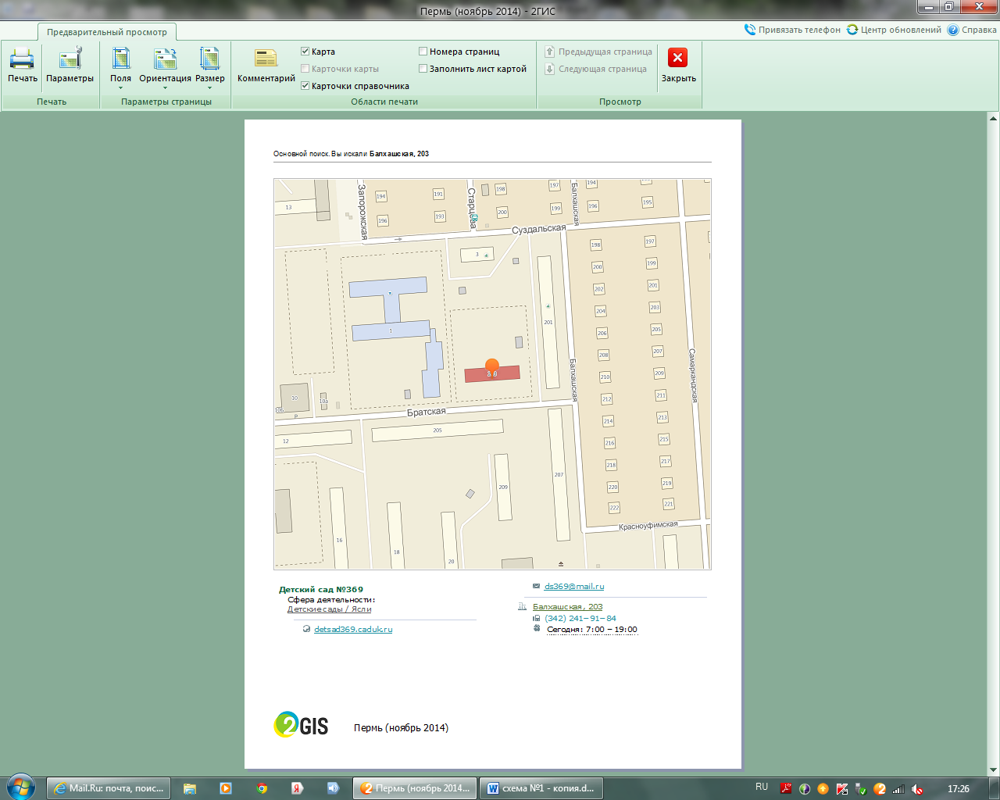 Пермь (ноябрь 2014) - 2ГИС
Предварительный просмотр
Привязать телефон
Центр обновлений
Справка
Печать
Параметры
Поля
Ориентация
Размер
Комментарий
Карта
Карточки карты
Карточки справочника
Номера страниц
Заполнить лист картой
Предыдущая страница
Следующая страница
Закрыть
Печать
Параметры страницы
Области печати
Просмотр
Основной поиск. Вы искали Балхашская, 203
Запорожская
Старцева
Балхашская
Суздальская
13
194
191
198
197
194
195
196
193
200
199
196
3
198
197
200
199
202
201
204
203
206
205
208
207
210
209
212
211
214
213
216
215
218
217
220
219
222
221
1
201
Балхашская
Самаркандская
10
10а
P
Братская
12
205
207
209
16
18
20
Красноуфимская
Детский сад №369
Сфера деятельности:
Детские сады / Ясли
detsad369.caduk.ru
ds369@mail.ru
Балхашская, 203
(342) 241–91–84
Сегодня: 7:00 – 19:00
2GIS
Пермь (ноябрь 2014)
Mail.Ru: почта, поис...
Пермь (ноябрь 2014...
схема №1 - копия.d...
RU
17:26